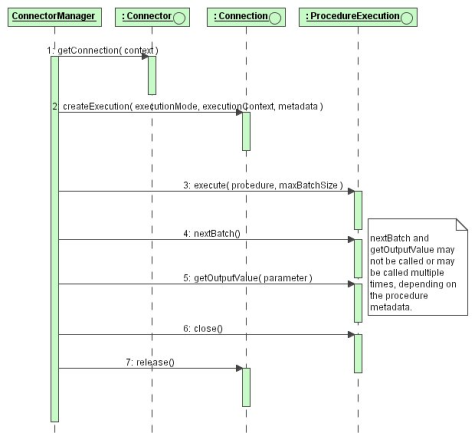 ConnectorManager
: Connector
: Connection
: ProcedureExecution
1: getConnection( context )
2: createExecution( executionMode, executionContext, metadata )
3: execute( procedure, maxBatchSize )
4: nextBatch()
nextBatch and
getOutputValue may
not be called or may
be called multiple
times, depending on
the procedure
metadata.
5: getOutputValue( parameter )
6: close()
7: release()